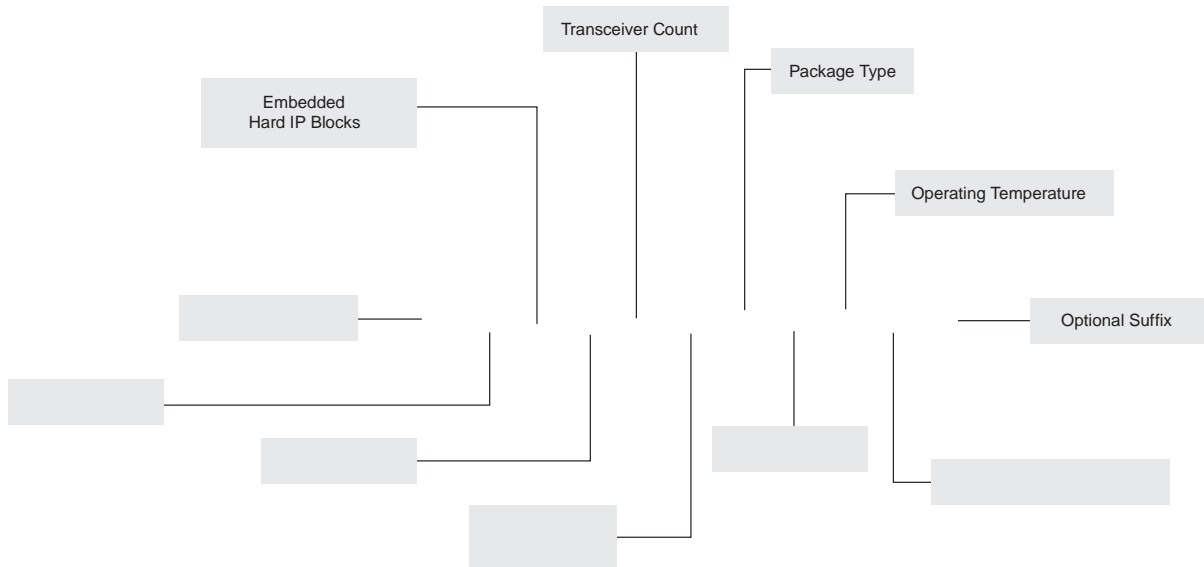 Transceiver Count
Package Type
Embedded
Hard IP Blocks
Operating Temperature
Optional Suffix